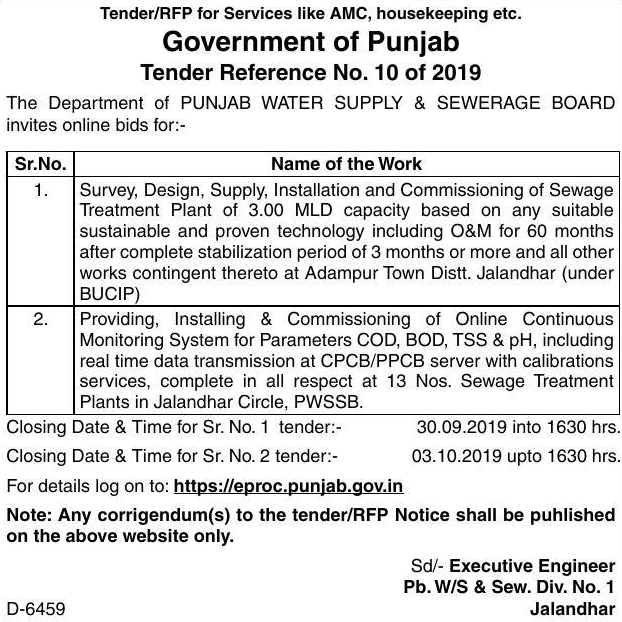 Tender/RFP for Services like AMC, housekeeping etc.
Government of Punjab
Tender Reference No. 10 of 2019
The Department of PUNJAB WATER SUPPLY & SEWERAGE BOARD
invites online bids for:-
Sr.No. Name of the Work
1. Survey, Design, Supply, Installation and Commissioning of Sewage
Treatment Plant of 3.00 MLD capacity based on any suitable
sustainable and proven technology including O&M for 60 months
after complete stabilization period of 3 months or more and all other
works contingent thereto at Adampur Town Distt. Jalandhar (under
BUCIP)
2. Providing, Installing & Commissioning of Online Continuous
Monitoring System for Parameters COD, BOD, TSS & pH, including
real time data transmission at CPCB/PPCB server with calibrations
services, complete in all respect at 13 Nos. Sewage Treatment
Plants in Jalandhar Circle, PWSSB.
Closing Date & Time for Sr. No. 1 tender:- 30.09.2019 into 1630 hrs.
Closing Date & Time for Sr. No. 2 tender:- 03.10.2019 upto 1630 hrs.
For details log on to: https://eproc.punjab.gov.in
Note: Any corrigendum(s) to the tender/RFP Notice shall be puhlished
on the above website only.
Sd/- Executive Engineer
Pb. W/S & Sew. Div. No. 1
D-6459 Jalandhar